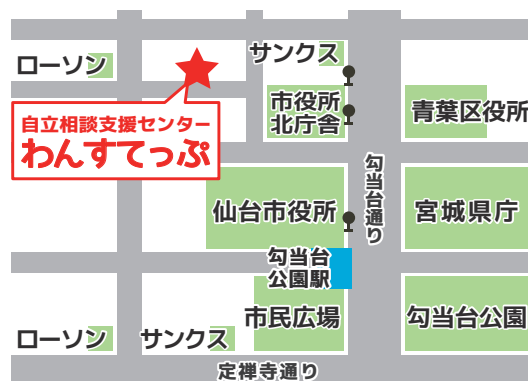 サンクス
ローソン
市役所
北庁舎
青葉区役所
自立相談支援センター
わんすてっぷ
勾当台通り
仙台市役所
宮城県庁
勾当台
公園駅
市民広場
勾当台公園
ローソン
サンクス
定禅寺通り